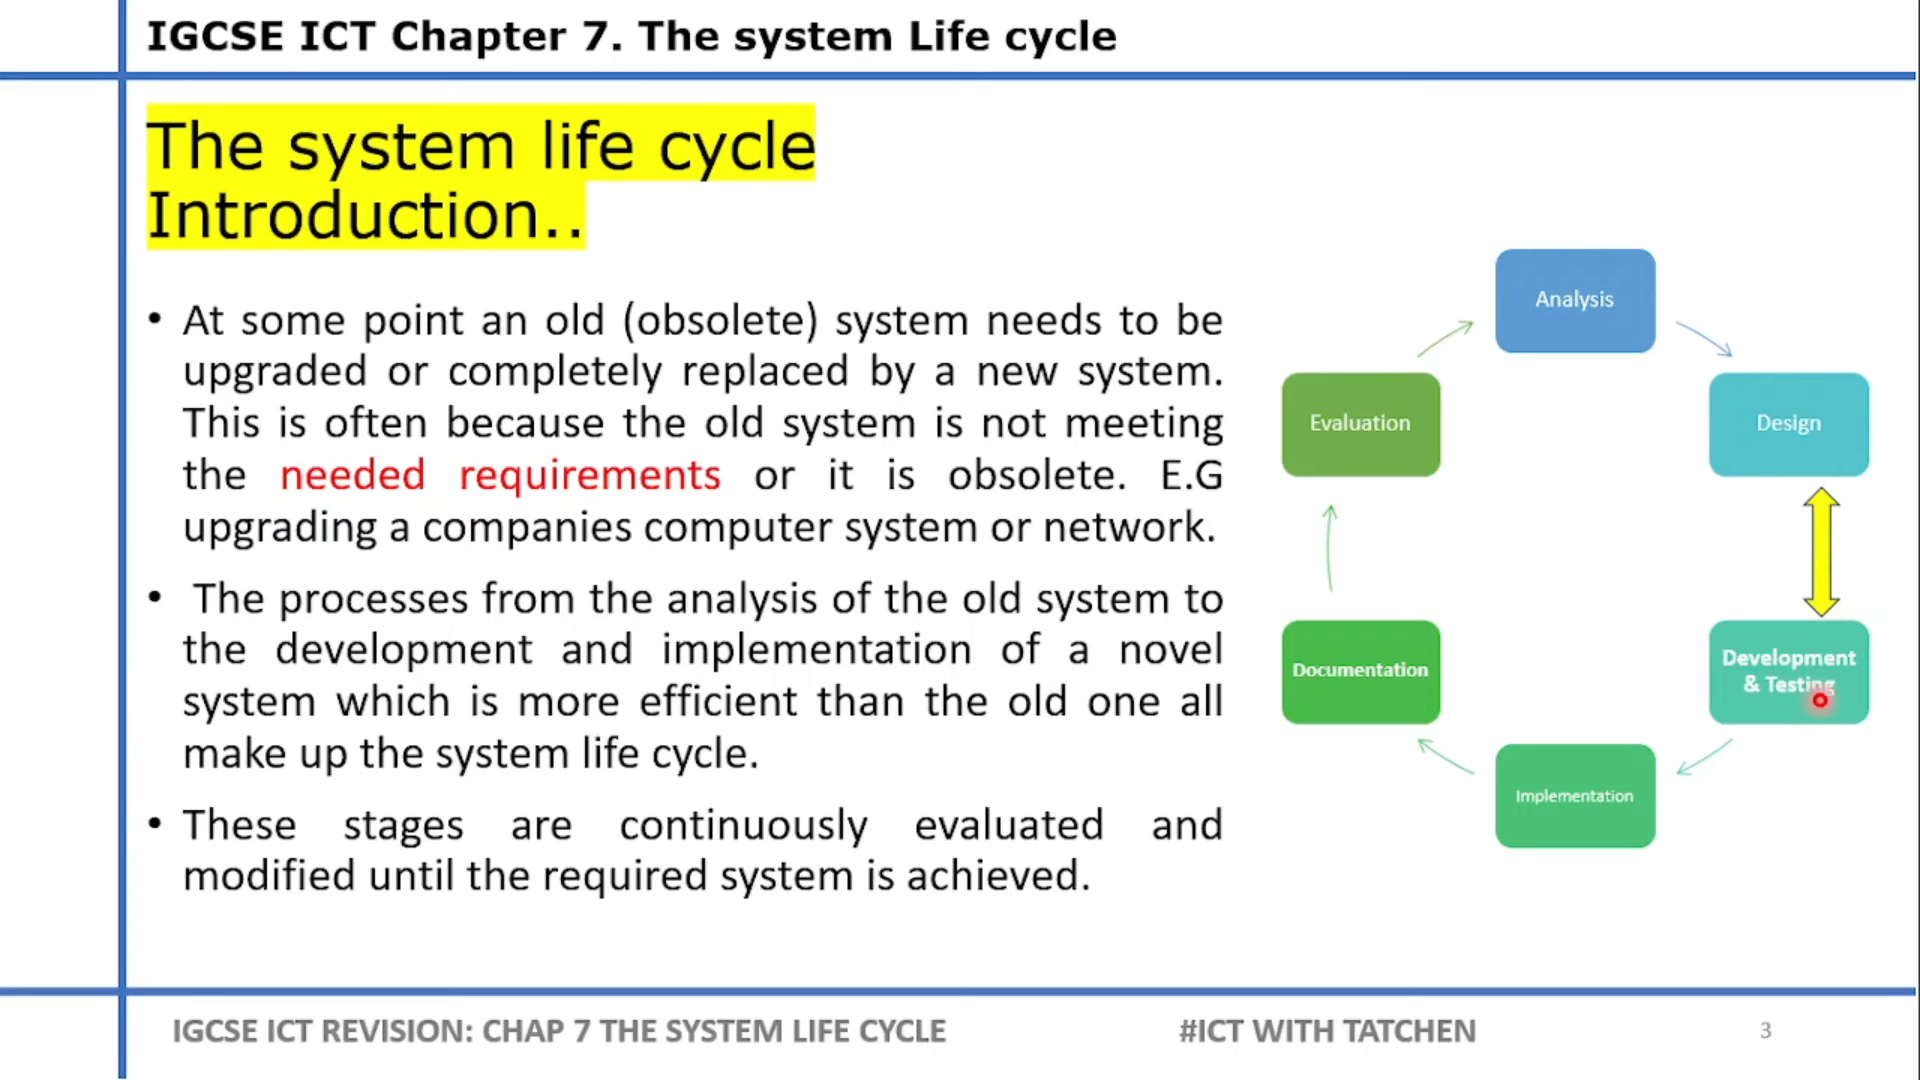 IGCSE ICT Chapter 7. The system Life cycle
The system life cycle
Introduction..
• At some point an old (obsolete) system needs to be
upgraded or completely replaced by a new system.
This is often because the old system is not meeting
the needed requirements or it is obsolete. E.G
upgrading a companies computer system or network.
• The processes from the analysis of the old system to
the development and implementation of a novel
system which is more efficient than the old one all
make up the system life cycle.
• These stages are continuously evaluated and
modified until the required system is achieved.
Analysis
Design
Development
& Testing
Implementation
Documentation
Evaluation
IGCSE ICT REVISION: CHAP 7 THE SYSTEM LIFE CYCLE
#ICT WITH TATCHEN
3